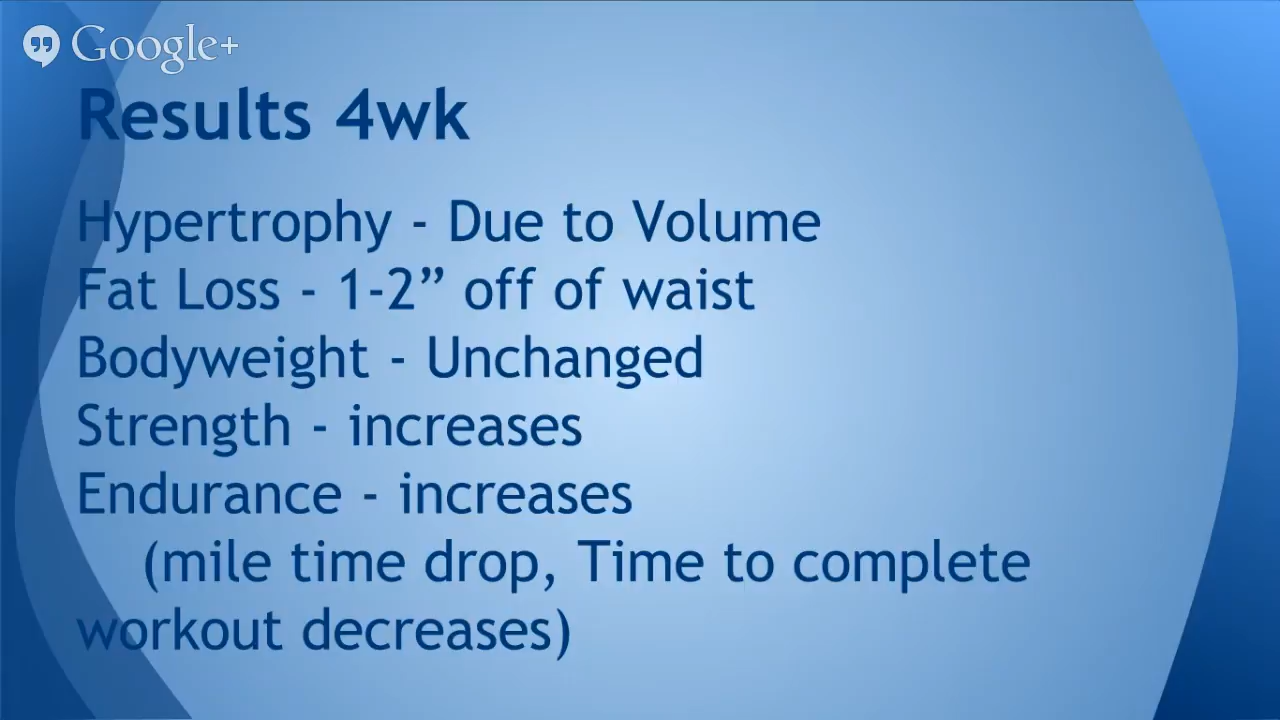 Google+
Results 4wk
Hypertrophy - Due to Volume
Fat Loss - 1-2” off of waist
Bodyweight - Unchanged
Strength - increases
Endurance - increases
(mile time drop, Time to complete
workout decreases)